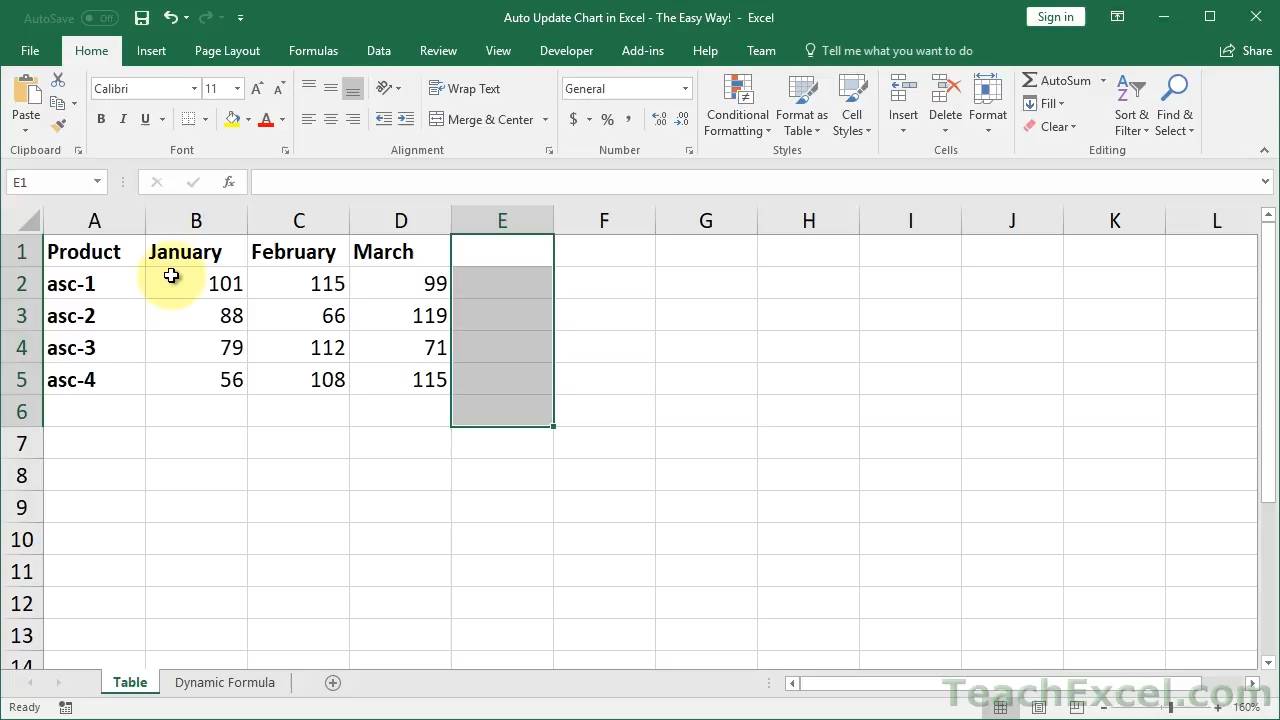 AutoSave Off
Auto Update Chart in Excel - The Easy Way! - Excel
Sign in
File Home Insert Page Layout Formulas Data Review View Developer Add-ins Help Team Tell me what you want to do Share
Paste
Clipboard
Calibri 11
B I U
Font
Wrap Text
Merge & Center
Alignment
General
$ % ,
Number
Conditional Formatting
Format as Table
Cell Styles
Styles
Insert Delete Format
Cells
AutoSum
Fill
Clear
Sort & Filter
Find & Select
Editing
E1
fx
A B C D E F G H I J K L
1 Product January February March
2 asc-1 101 115 99
3 asc-2 88 66 119
4 asc-3 79 112 71
5 asc-4 56 108 115
6
7
8
9
10
11
12
13
14
Table Dynamic Formula
TeachExcel.com
Ready
160%